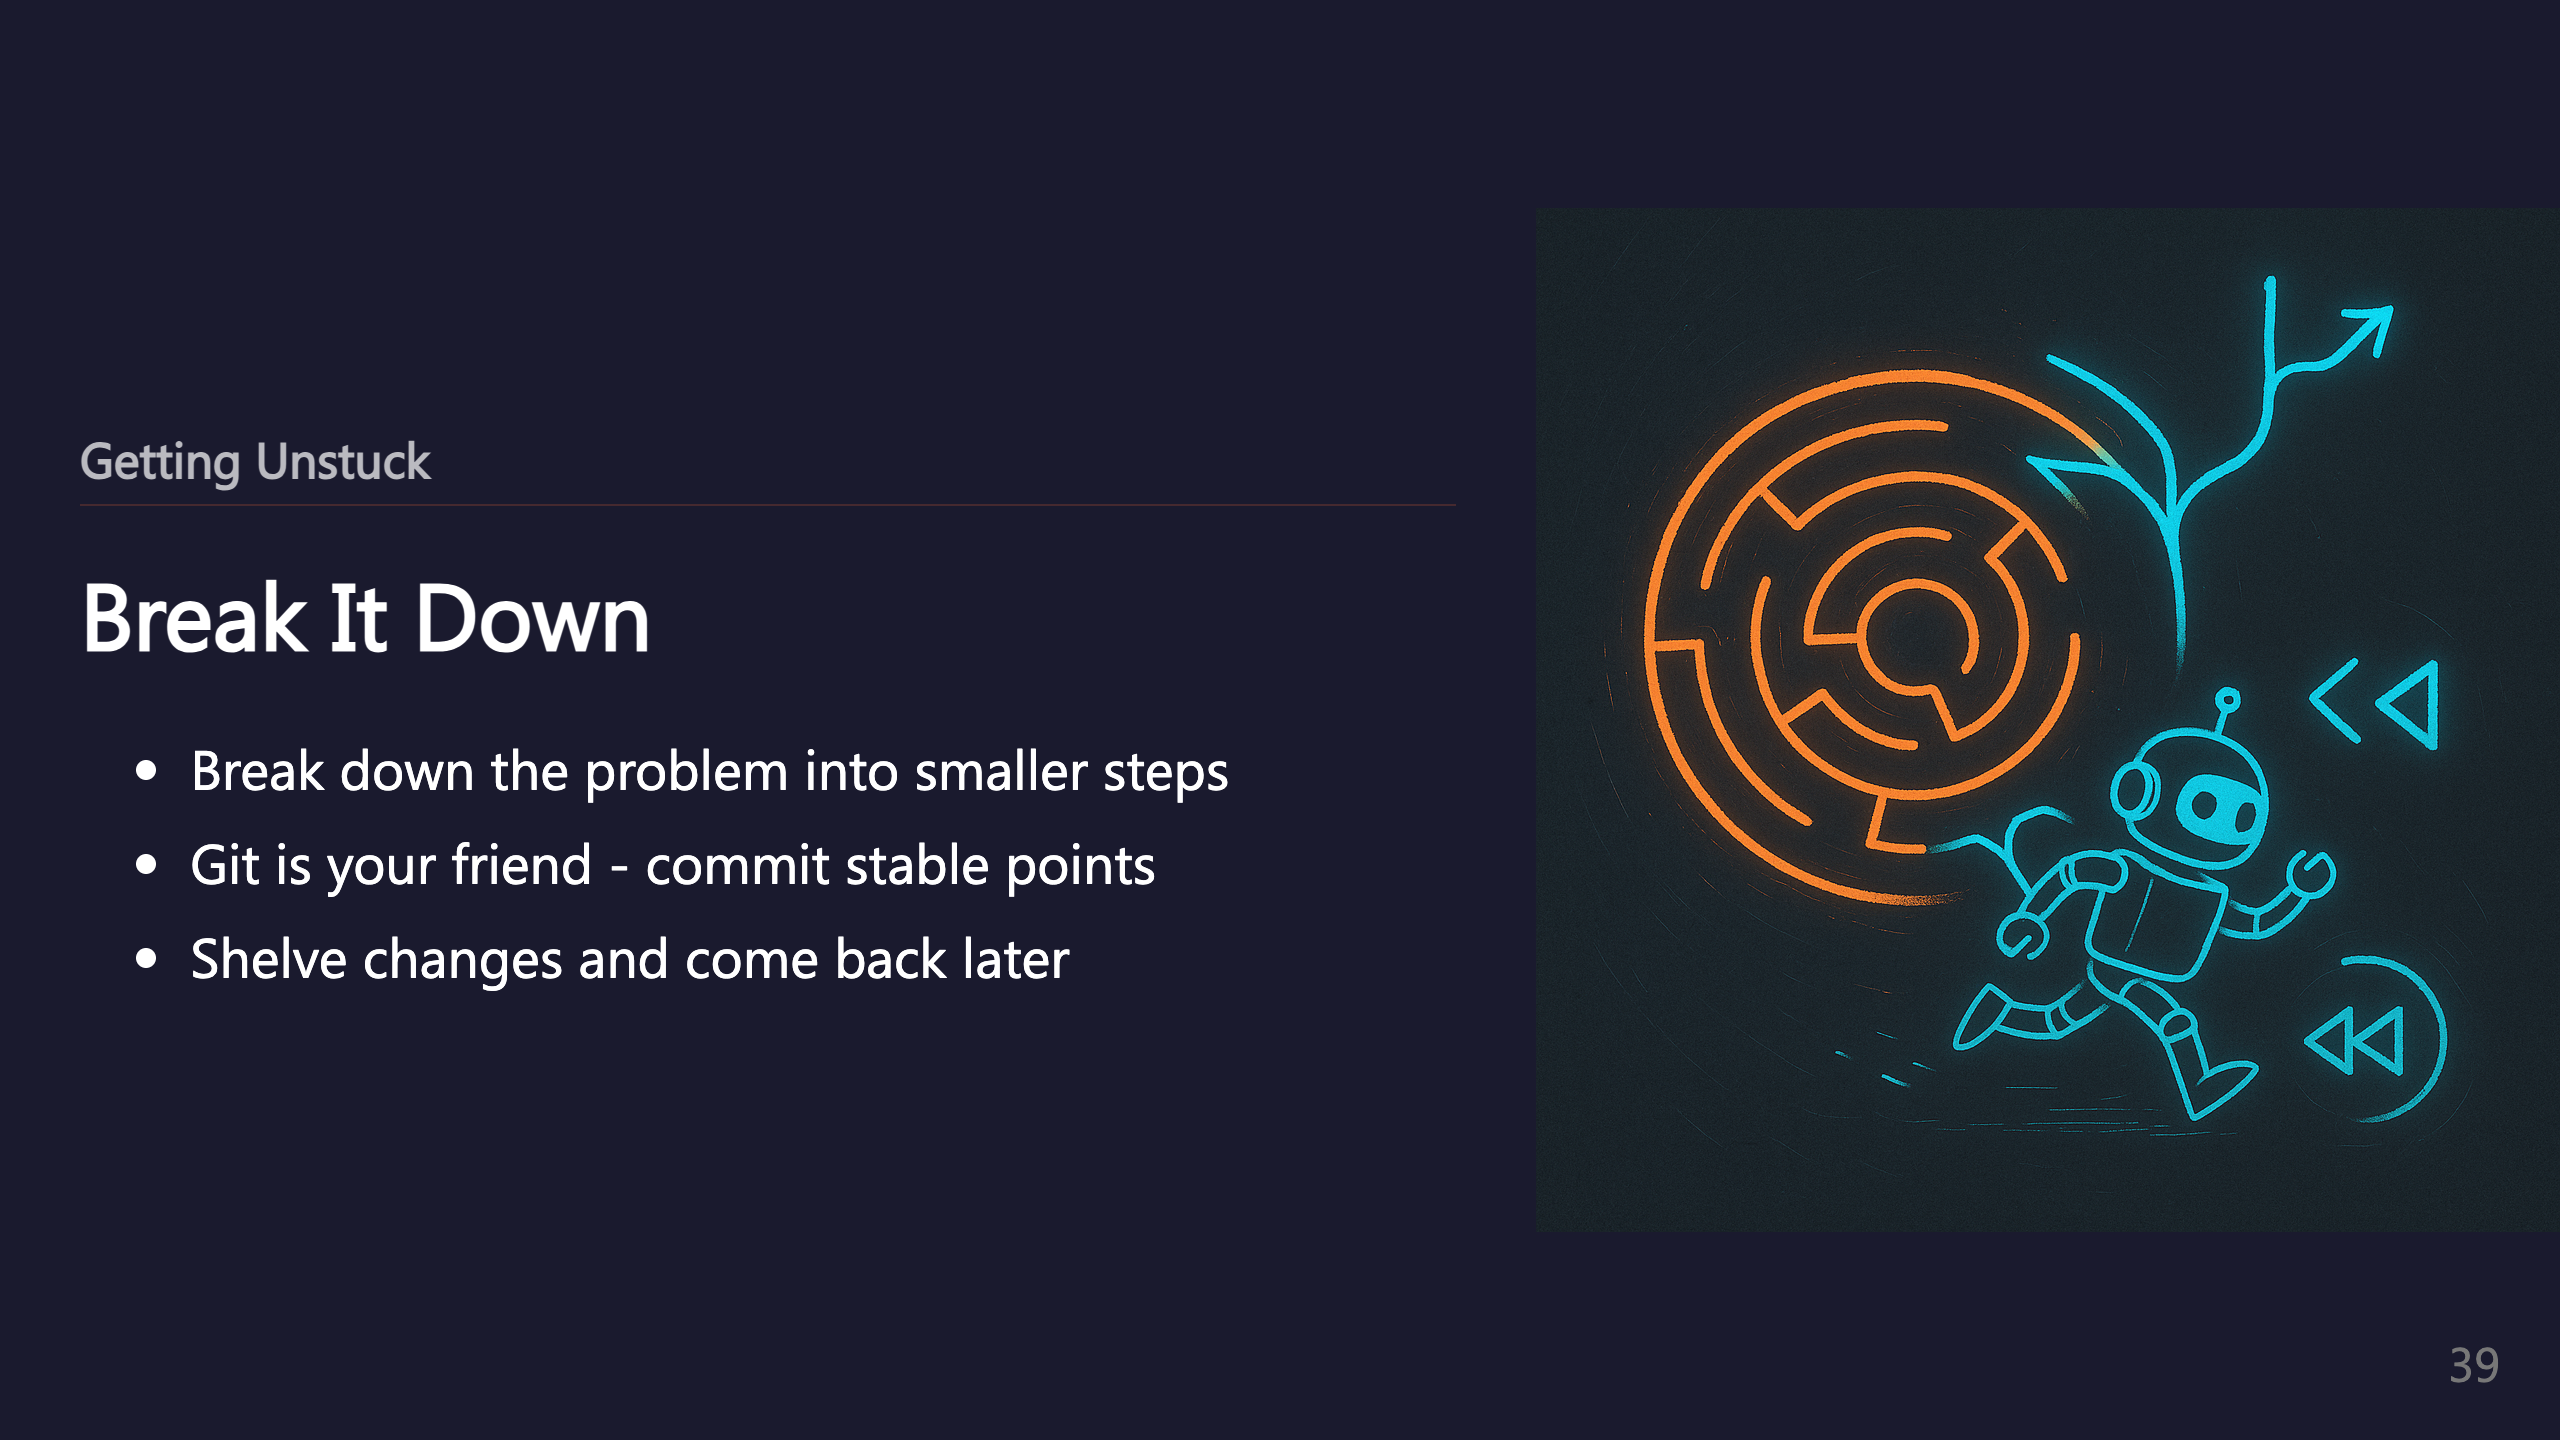 Getting Unstuck
Break It Down
• Break down the problem into smaller steps
• Git is your friend - commit stable points
• Shelve changes and come back later
39